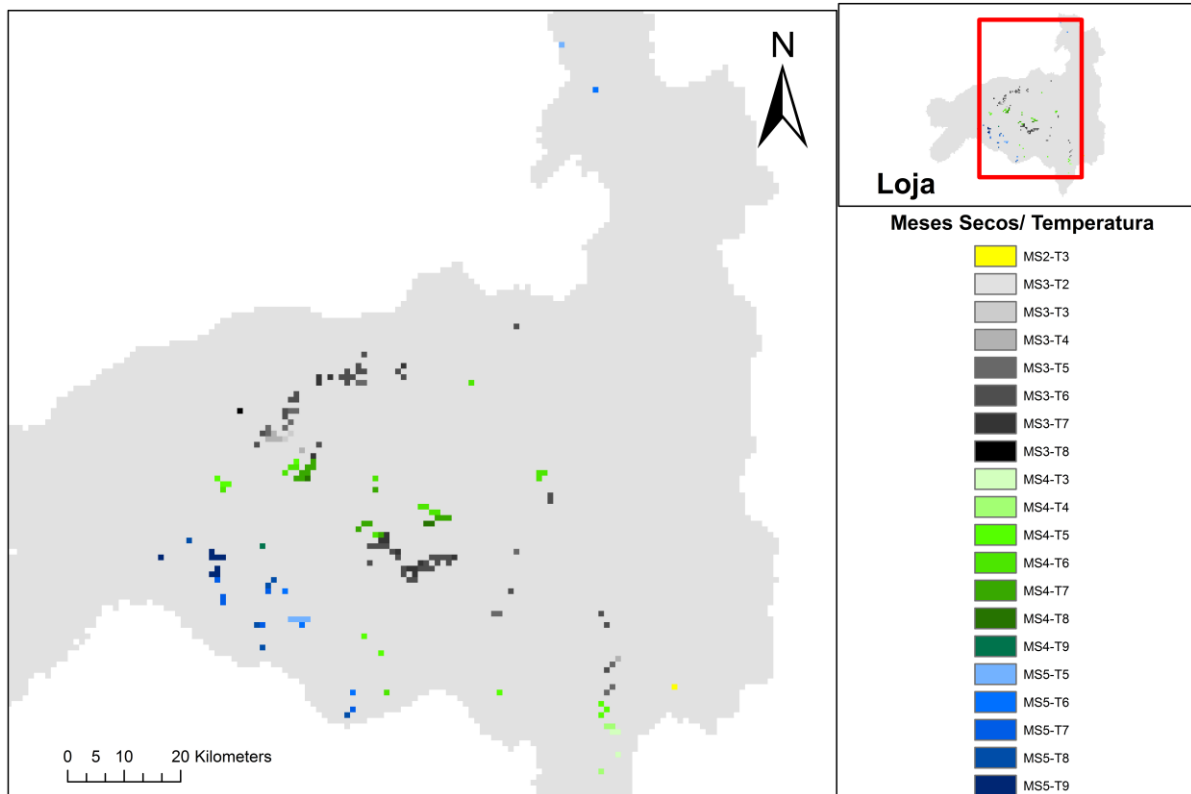 N
0 5 10 20 Kilometers
Loja
Meses Secos/ Temperatura
MS2-T3
MS3-T2
MS3-T3
MS3-T4
MS3-T5
MS3-T6
MS3-T7
MS3-T8
MS4-T3
MS4-T4
MS4-T5
MS4-T6
MS4-T7
MS4-T8
MS4-T9
MS5-T5
MS5-T6
MS5-T7
MS5-T8
MS5-T9